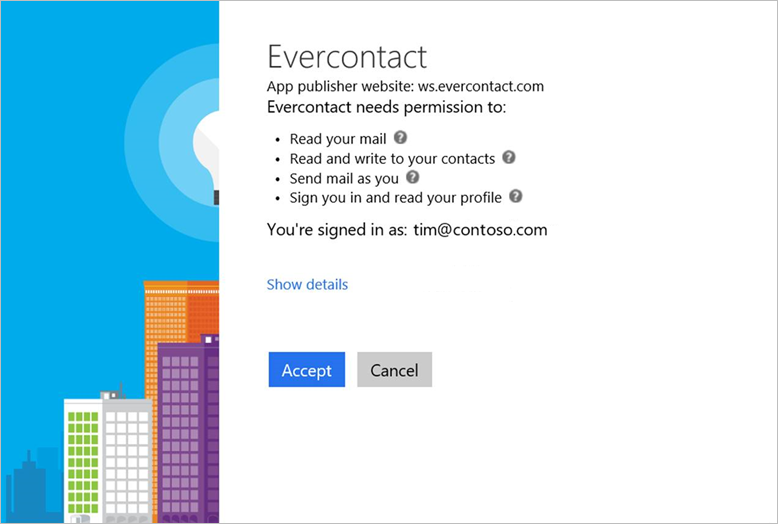 Evercontact
App publisher website: ws.evercontact.com
Evercontact needs permission to:
• Read your mail ?
• Read and write to your contacts ?
• Send mail as you ?
• Sign you in and read your profile ?
You're signed in as: tim@contoso.com
Show details
Accept Cancel